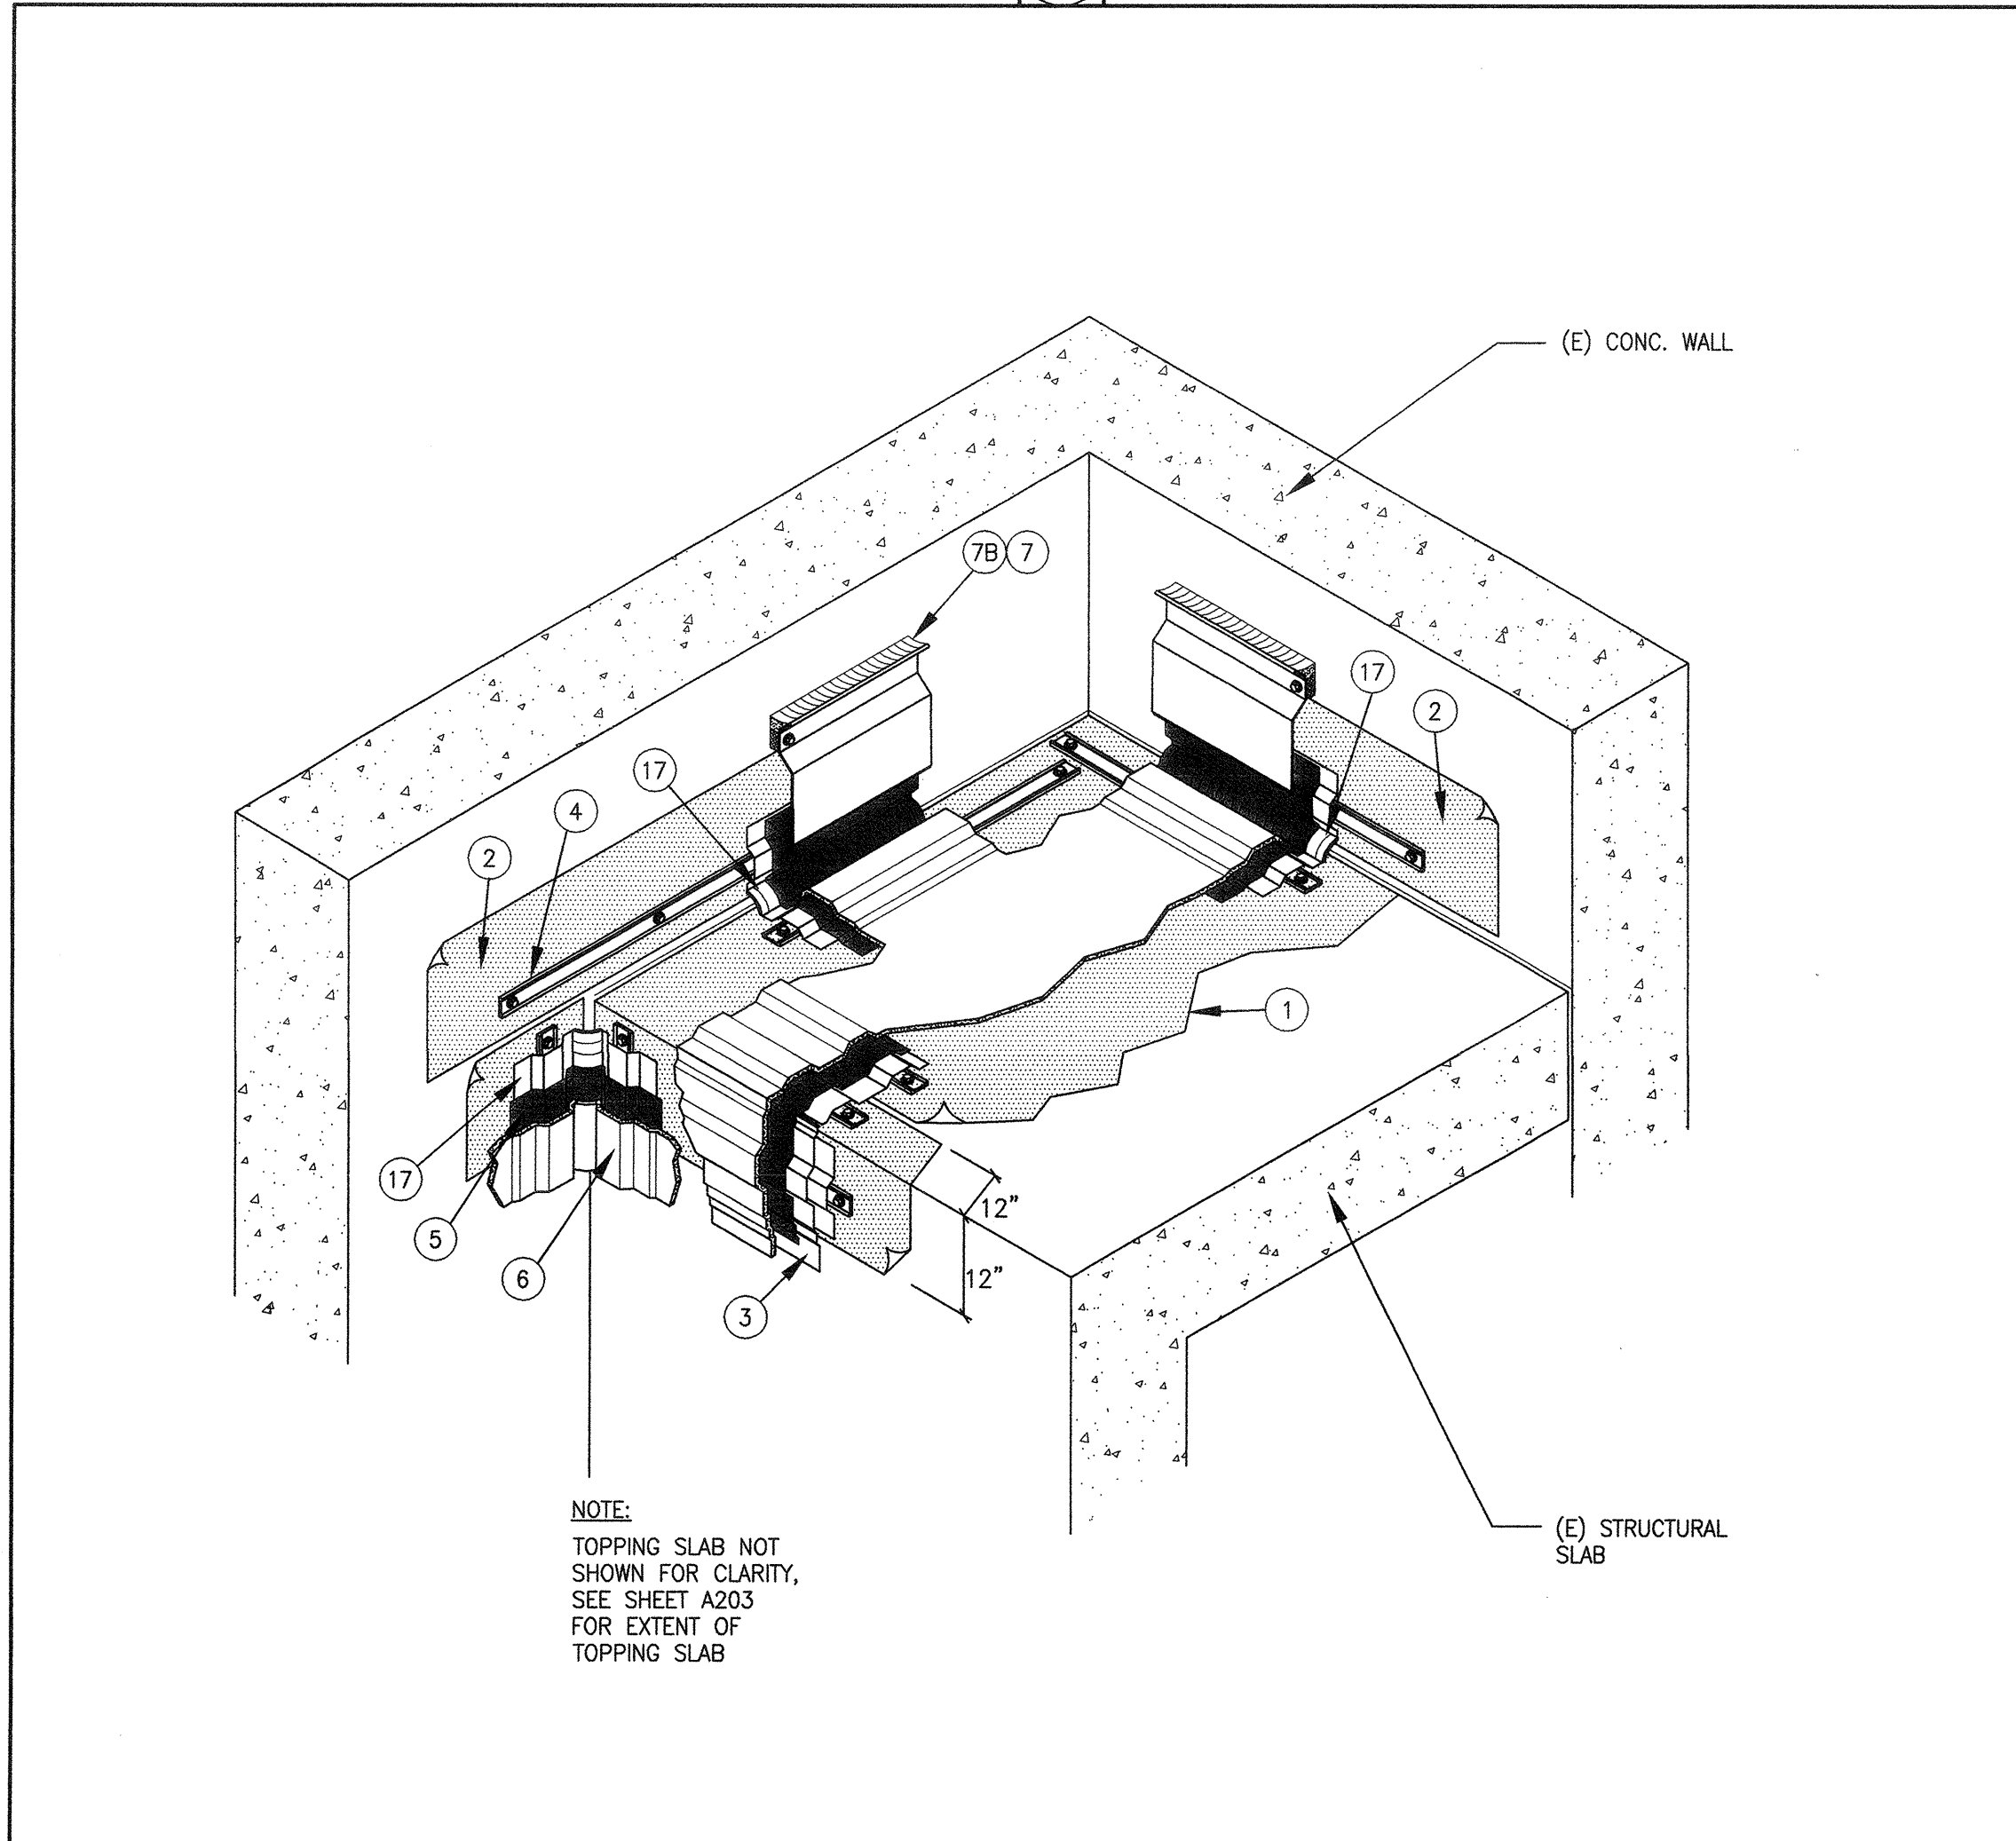 (E) CONC. WALL
7B 7
17
2
17
4
2
1
17
5
6
3
12"
12"
NOTE:
TOPPING SLAB NOT
SHOWN FOR CLARITY,
SEE SHEET A203
FOR EXTENT OF
TOPPING SLAB
(E) STRUCTURAL
SLAB